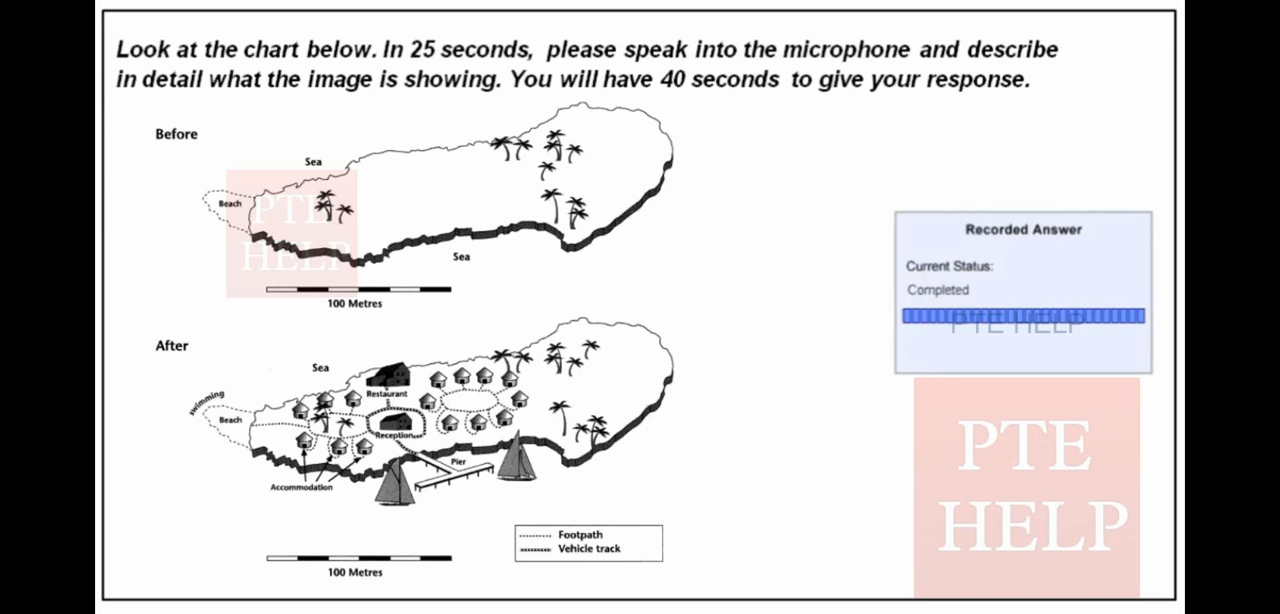 Look at the chart below. In 25 seconds, please speak into the microphone and describe
in detail what the image is showing. You will have 40 seconds to give your response.
Before
Sea
Beach
PTE
HELP
Sea
100 Metres
Recorded Answer
Current Status:
Completed
PTE HELP
After
Sea
Restaurant
swimming
Beach
Reception
Pier
Accommodation
Footpath
Vehicle track
100 Metres
PTE
HELP